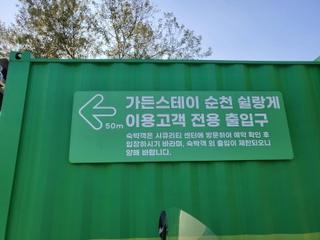 가든스테이 순천 쉴랑게
이용고객 전용 출입구
50m
숙박객은 시큐리티 센터에 방문하여 예약 확인 후
입장하시기 바라며, 숙박객 외 출입이 제한되오니
양해 바랍니다.